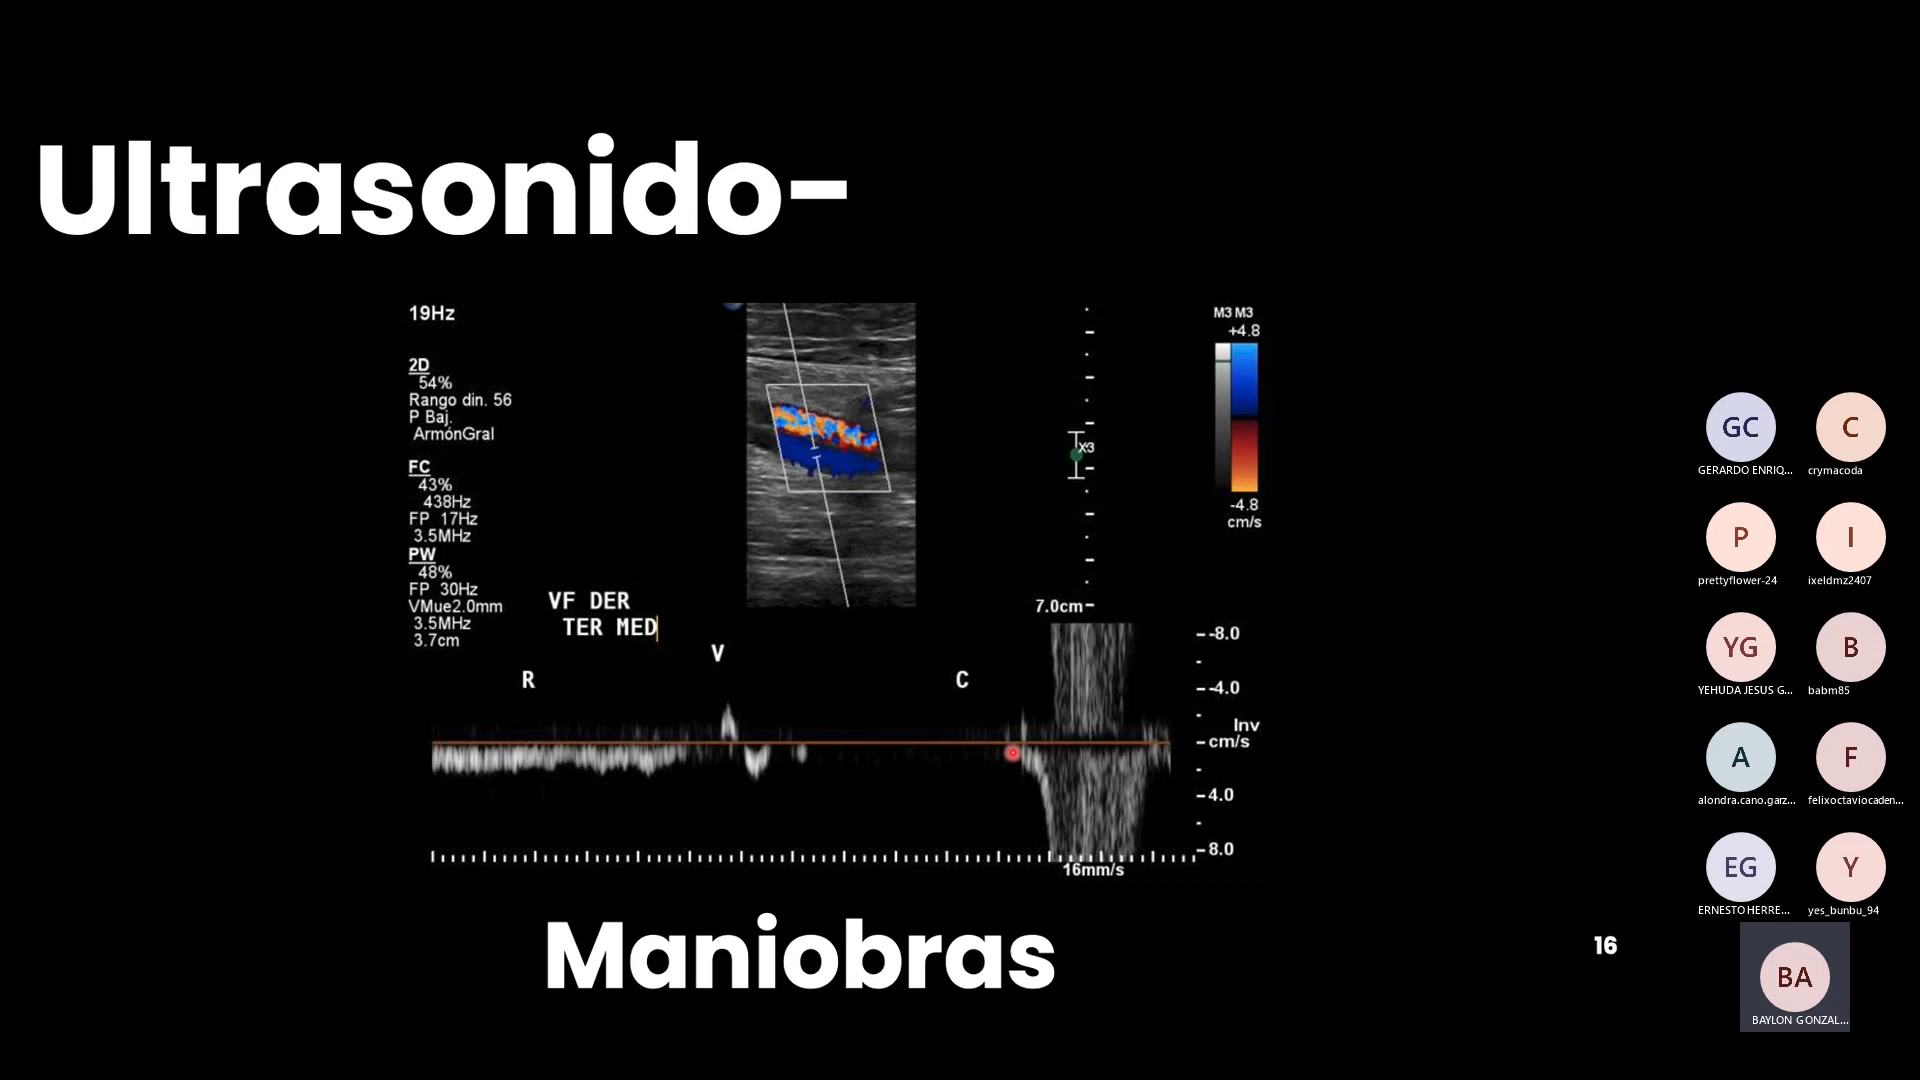 Ultrasonido-
19Hz
2D
54%
Rango din. 56
P Baj.
ArmónGral
FC
43%
438Hz
FP 17Hz
3.5MHz
PW
48%
FP 30Hz
VMue2.0mm
3.5MHz
3.7cm
VF DER
TER MED
R
V
C
X3
7.0cm
M3 M3
+4.8
-4.8
cm/s
-8.0
-4.0
Inv
cm/s
4.0
8.0
16mm/s
Maniobras
16
GC
GERARDO ENRIQ...
C
crymacoda
P
prettyflower-24
I
ixeldmz2407
YG
YEHUDA JESUS G...
B
babm85
A
alondra.cano.garz...
F
felixoctaviocaden...
EG
ERNESTO HERRE...
Y
yes_bunbu_94
BA
BAYLON GONZAL...